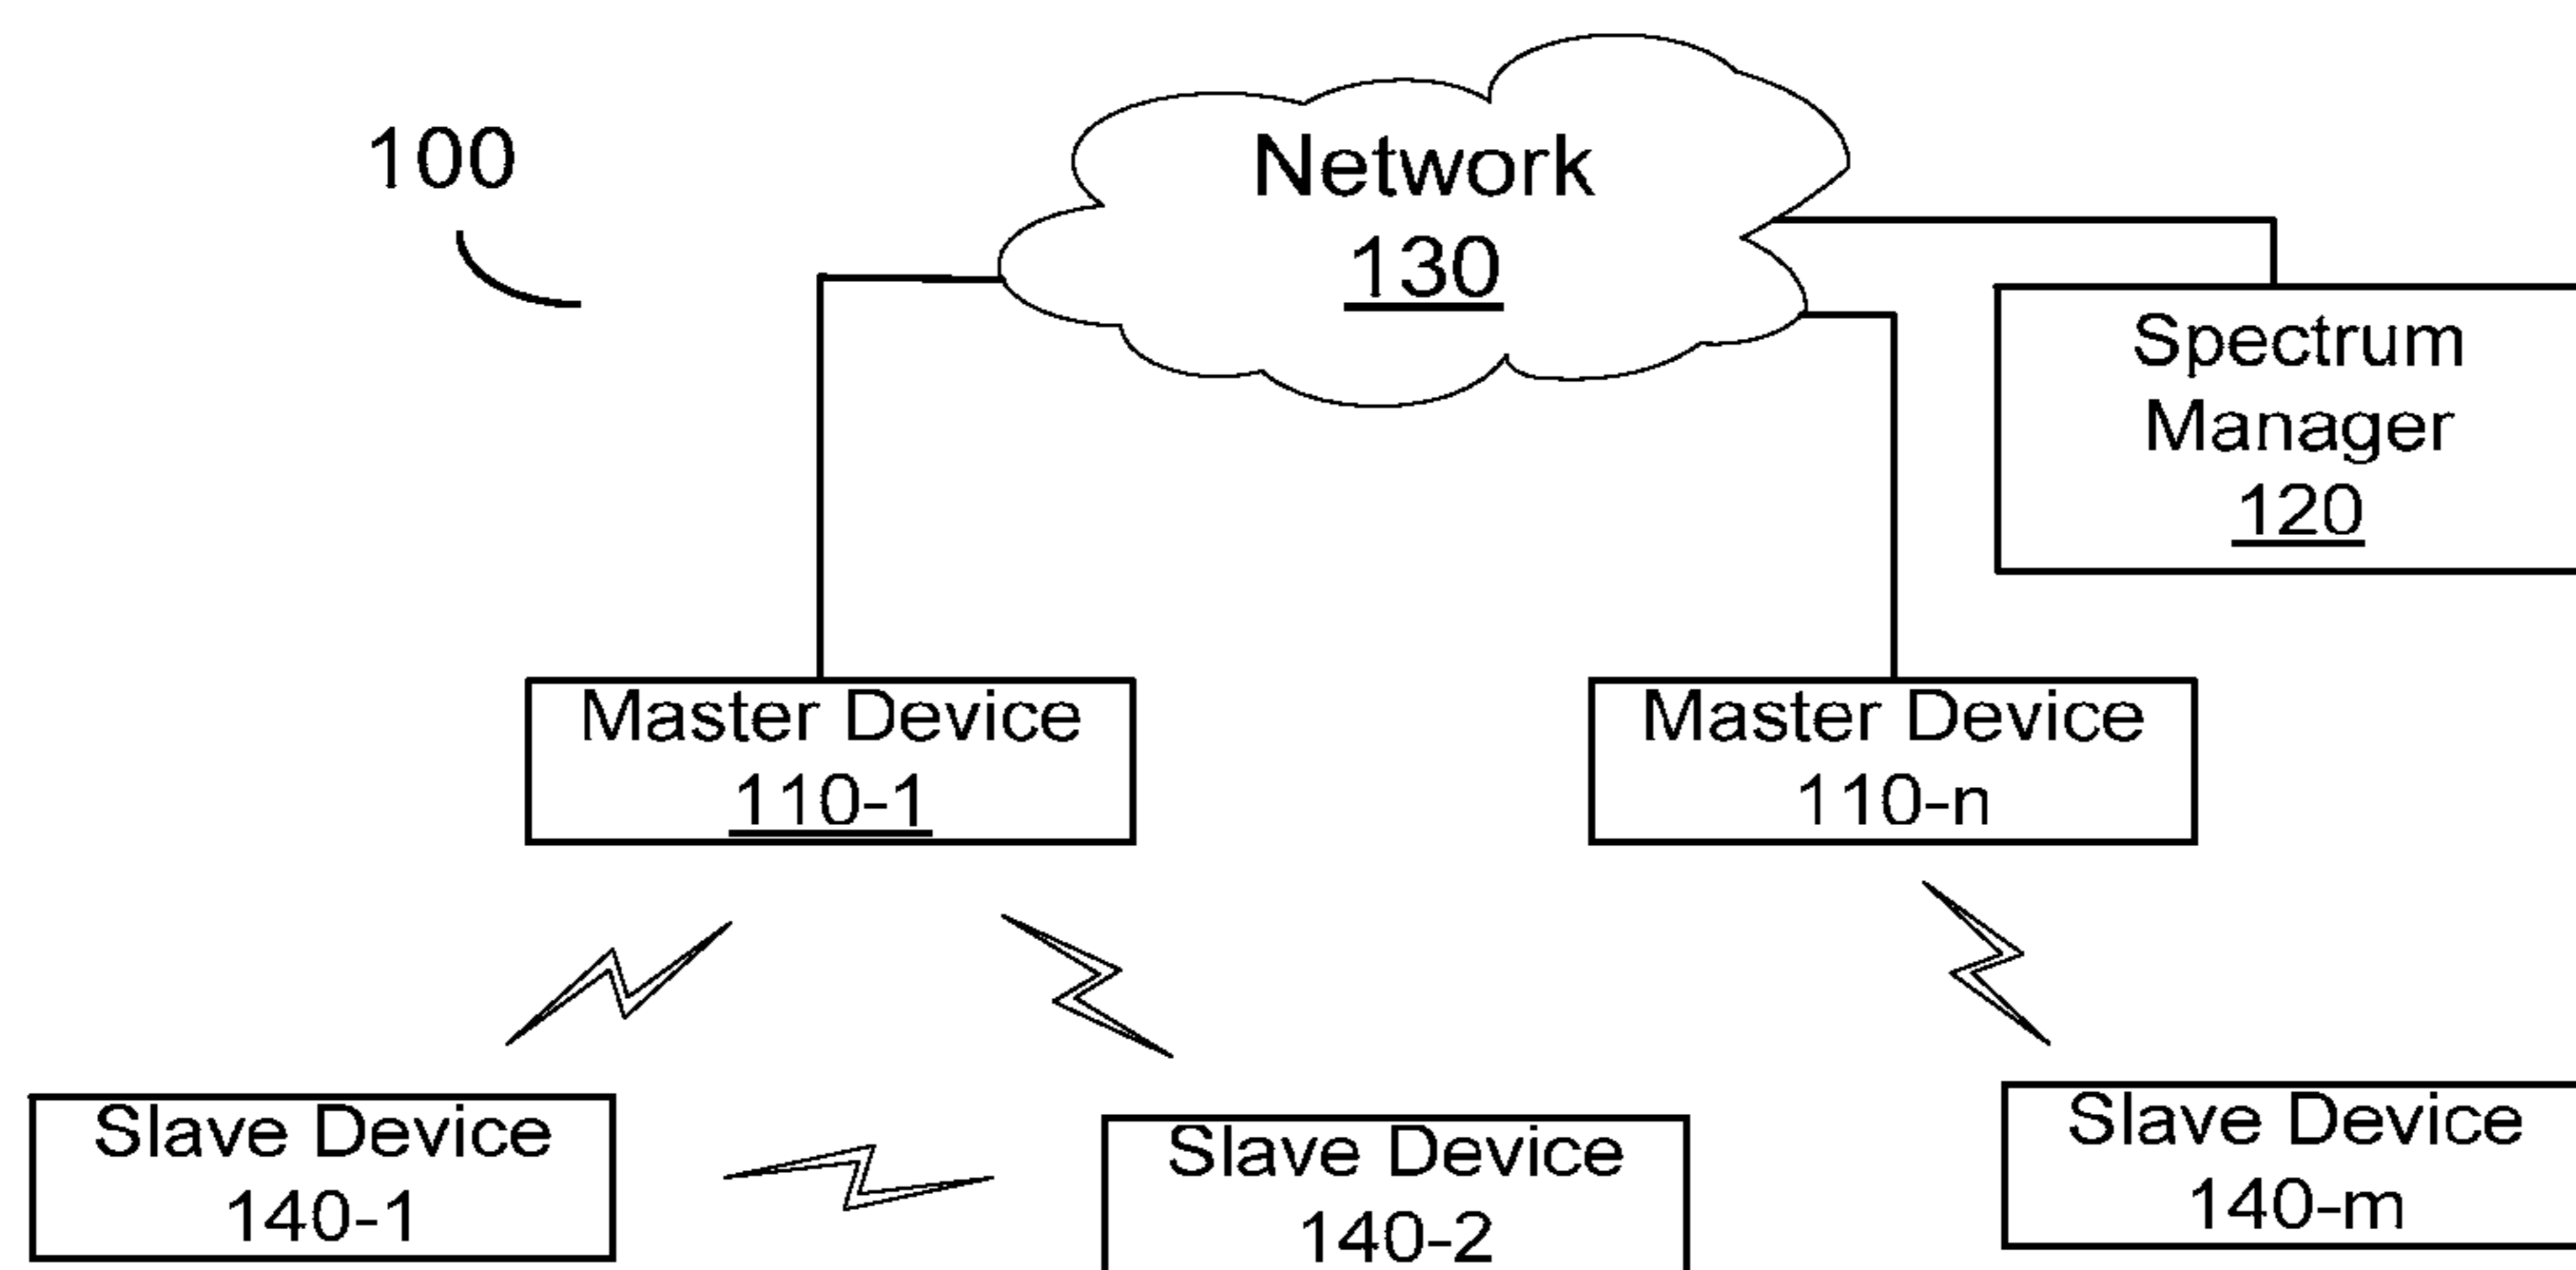 100
Network
130
Spectrum
Manager
120
Master Device
110-1
Master Device
110-n
Slave Device
140-1
Slave Device
140-2
Slave Device
140-m